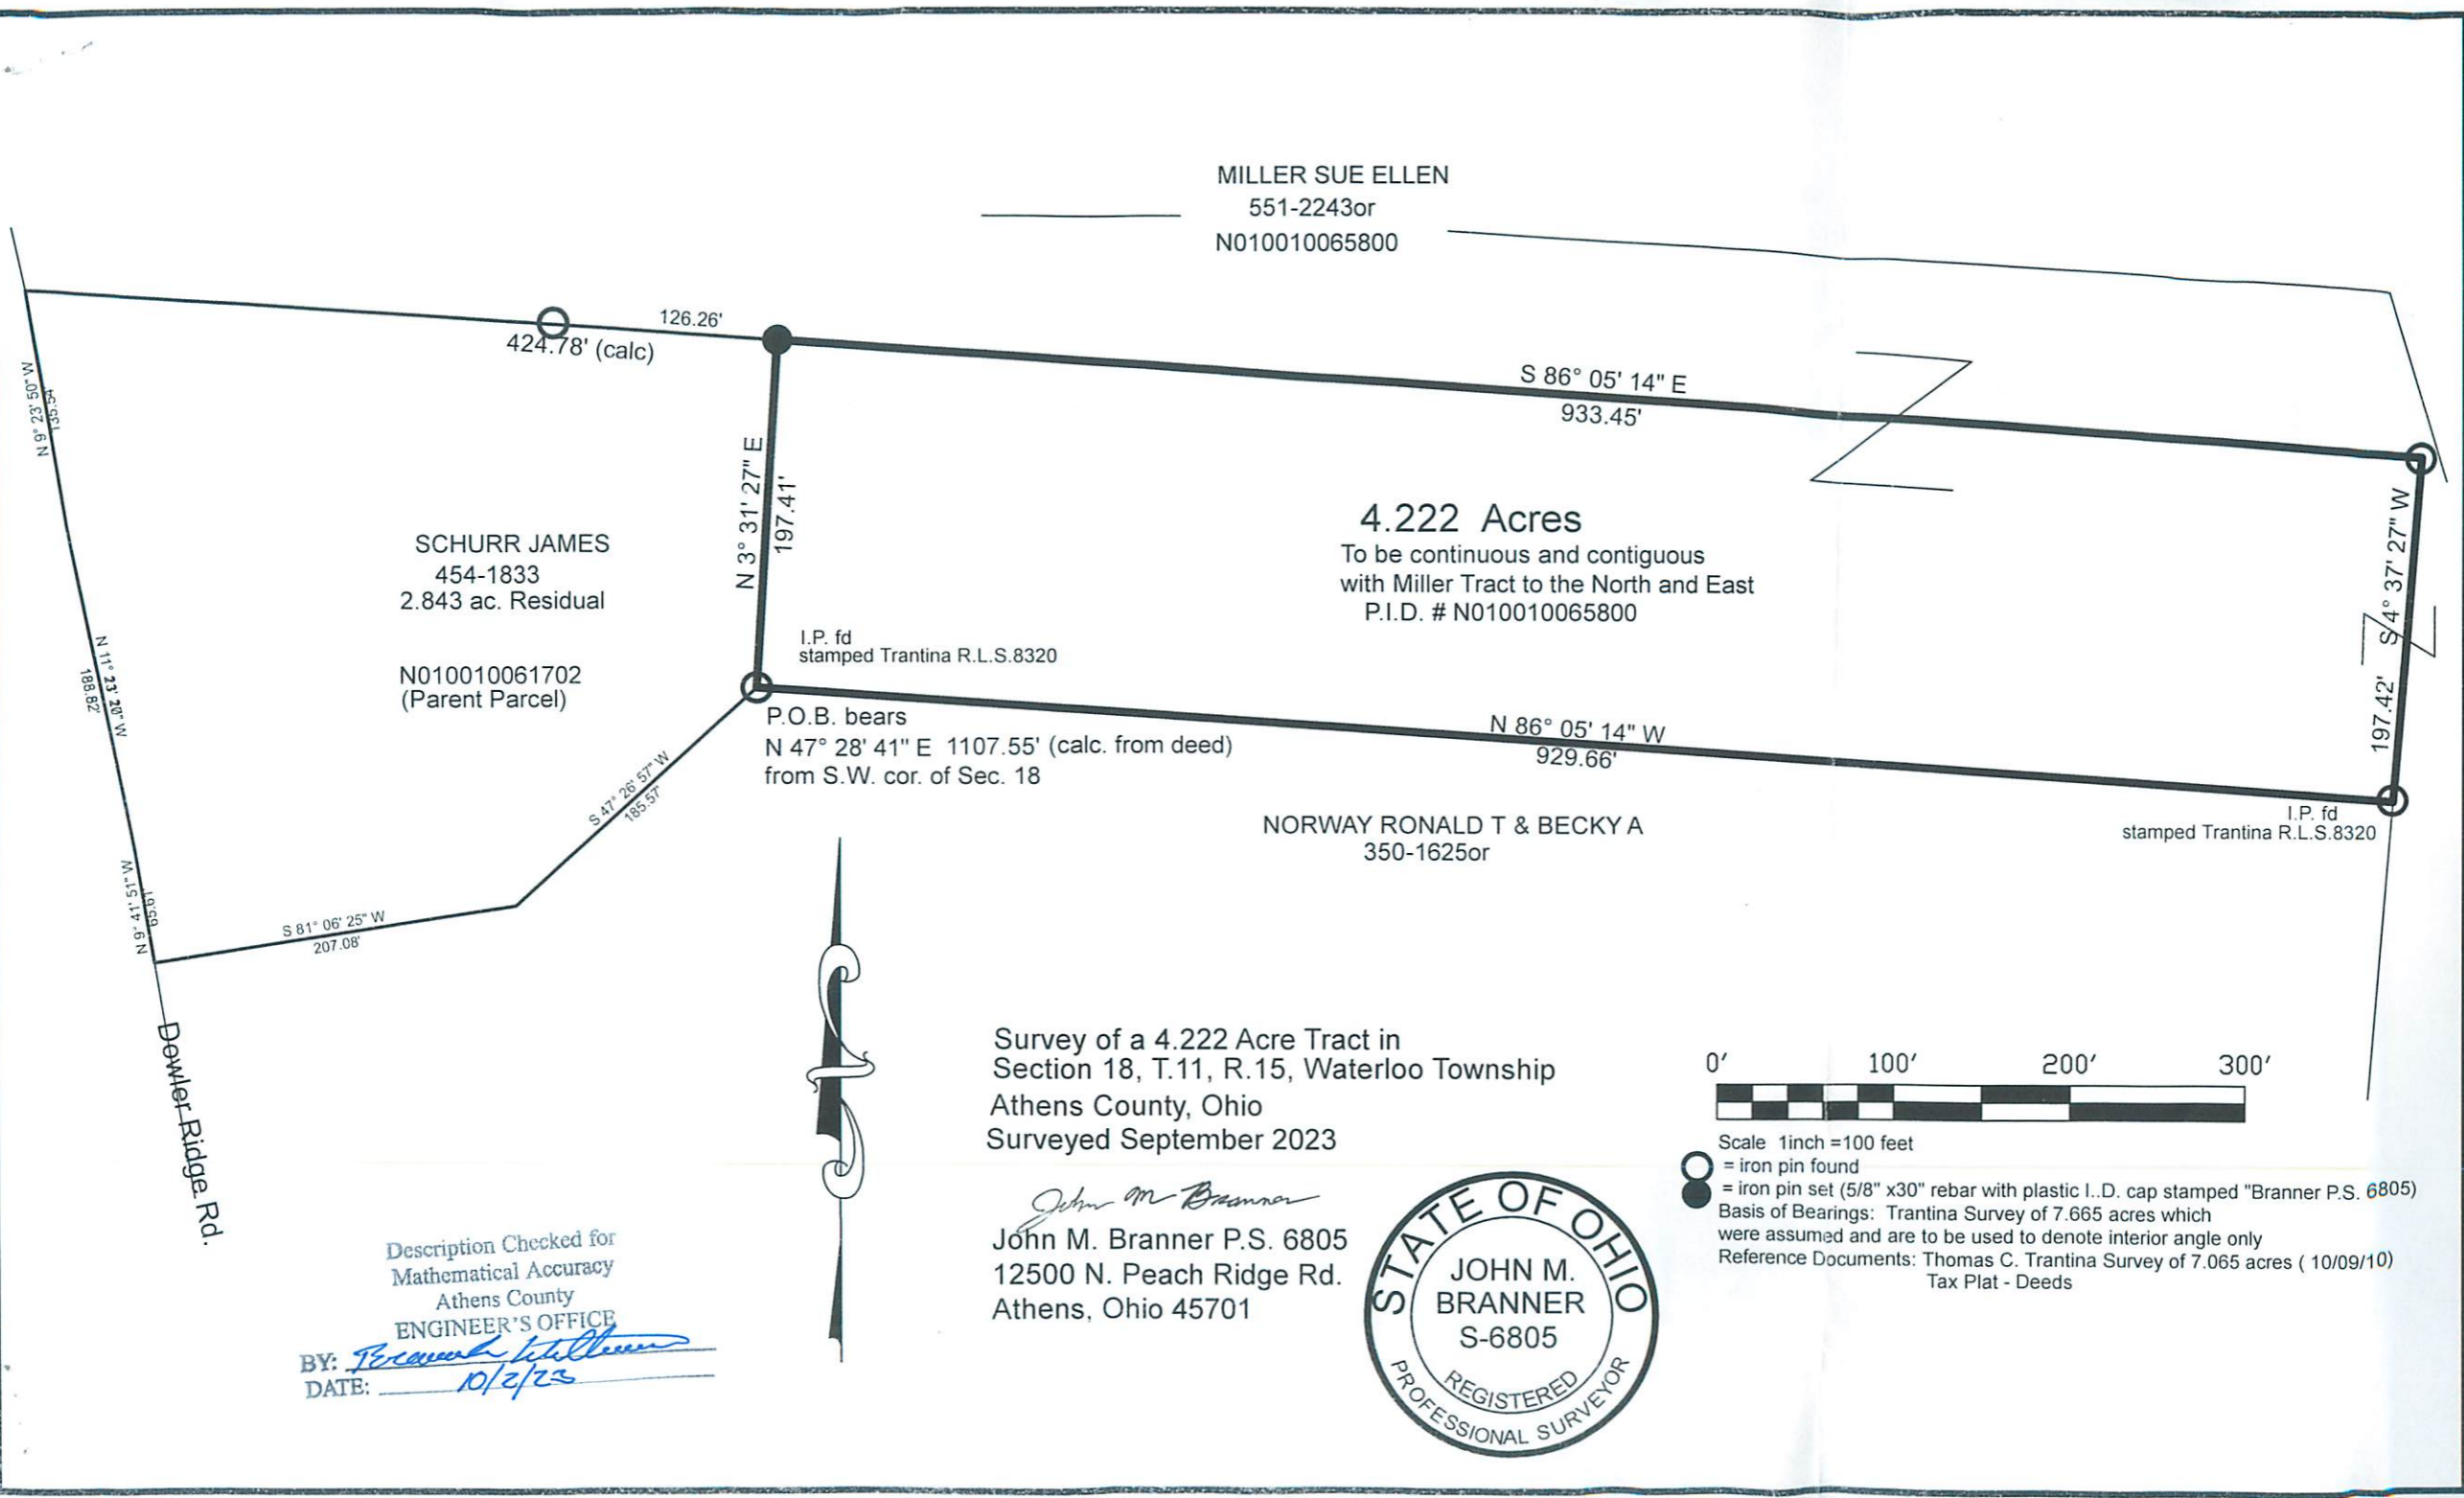 MILLER SUE ELLEN
551-2243or
N010010065800
126.26'
424.78' (calc)
S 86° 05' 14" E
933.45'
N 9° 23' 50" W
135.54'
N 3° 31' 27" E
197.41'
4.222 Acres
To be continuous and contiguous
with Miller Tract to the North and East
P.I.D. # N010010065800
S 4° 37' 27" W
197.42'
SCHURR JAMES
454-1833
2.843 ac. Residual
N010010061702
(Parent Parcel)
I.P. fd
stamped Trantina R.L.S.8320
N 11° 23' 20" W
188.82'
P.O.B. bears
N 47° 28' 41" E 1107.55' (calc. from deed)
from S.W. cor. of Sec. 18
N 86° 05' 14" W
929.66'
S 47° 26' 57" W
185.57'
NORWAY RONALD T & BECKY A
350-1625or
I.P. fd
stamped Trantina R.L.S.8320
N 9° 41' 51" W
65.61'
S 81° 06' 25" W
207.08'
Dowler Ridge Rd.
Survey of a 4.222 Acre Tract in
Section 18, T.11, R.15, Waterloo Township
Athens County, Ohio
Surveyed September 2023
John M Branner
John M. Branner P.S. 6805
12500 N. Peach Ridge Rd.
Athens, Ohio 45701
STATE OF OHIO
JOHN M.
BRANNER
S-6805
REGISTERED
PROFESSIONAL SURVEYOR
0' 100' 200' 300'
Scale 1inch =100 feet
= iron pin found
= iron pin set (5/8" x30" rebar with plastic I..D. cap stamped "Branner P.S. 6805)
Basis of Bearings: Trantina Survey of 7.665 acres which
were assumed and are to be used to denote interior angle only
Reference Documents: Thomas C. Trantina Survey of 7.065 acres ( 10/09/10)
Tax Plat - Deeds
Description Checked for
Mathematical Accuracy
Athens County
ENGINEER'S OFFICE
BY:
DATE: 10/2/23